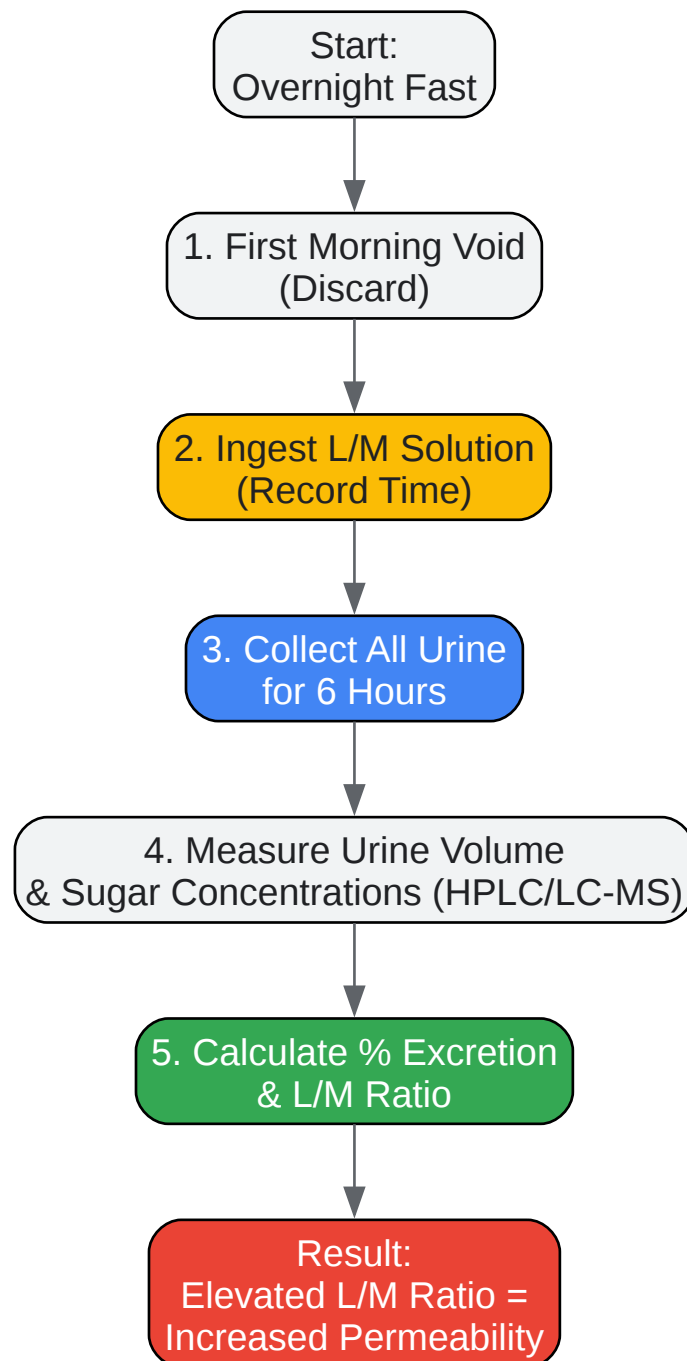 Start:
Overnight Fast
1. First Morning Void
(Discard)
2. Ingest L/M Solution
(Record Time)
3. Collect All Urine
for 6 Hours
4. Measure Urine Volume
& Sugar Concentrations (HPLC/LC-MS)
5. Calculate % Excretion
& L/M Ratio
Result:
Elevated L/M Ratio =
Increased Permeability